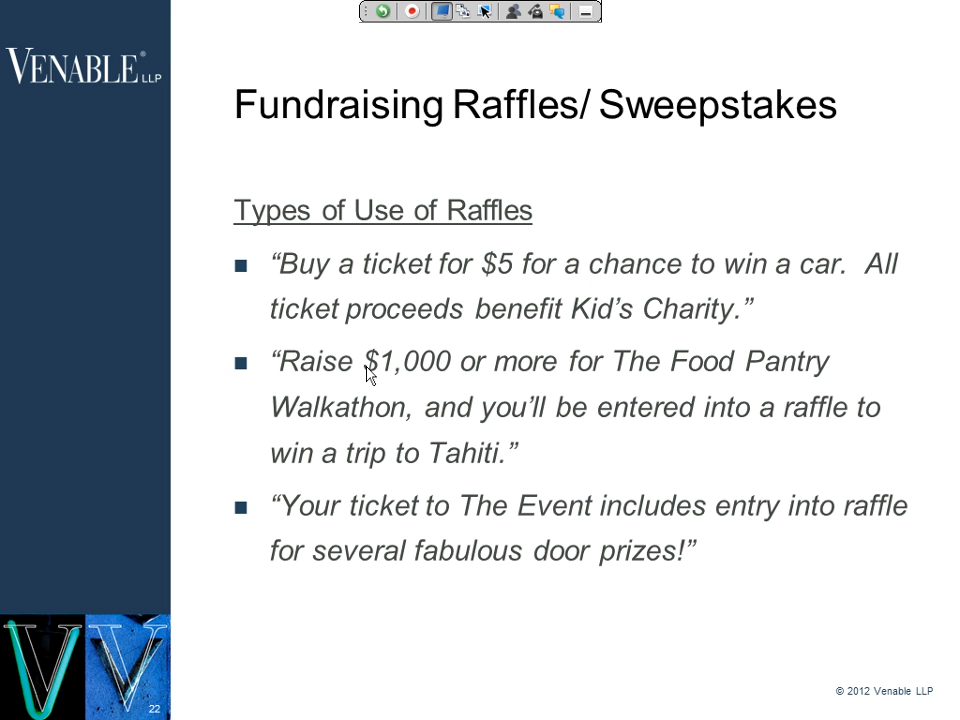 VENABLE® LLP
Fundraising Raffles/ Sweepstakes
Types of Use of Raffles
“Buy a ticket for $5 for a chance to win a car. All
ticket proceeds benefit Kid’s Charity.”
“Raise $1,000 or more for The Food Pantry
Walkathon, and you’ll be entered into a raffle to
win a trip to Tahiti.”
“Your ticket to The Event includes entry into raffle
for several fabulous door prizes!”
V V
22
© 2012 Venable LLP